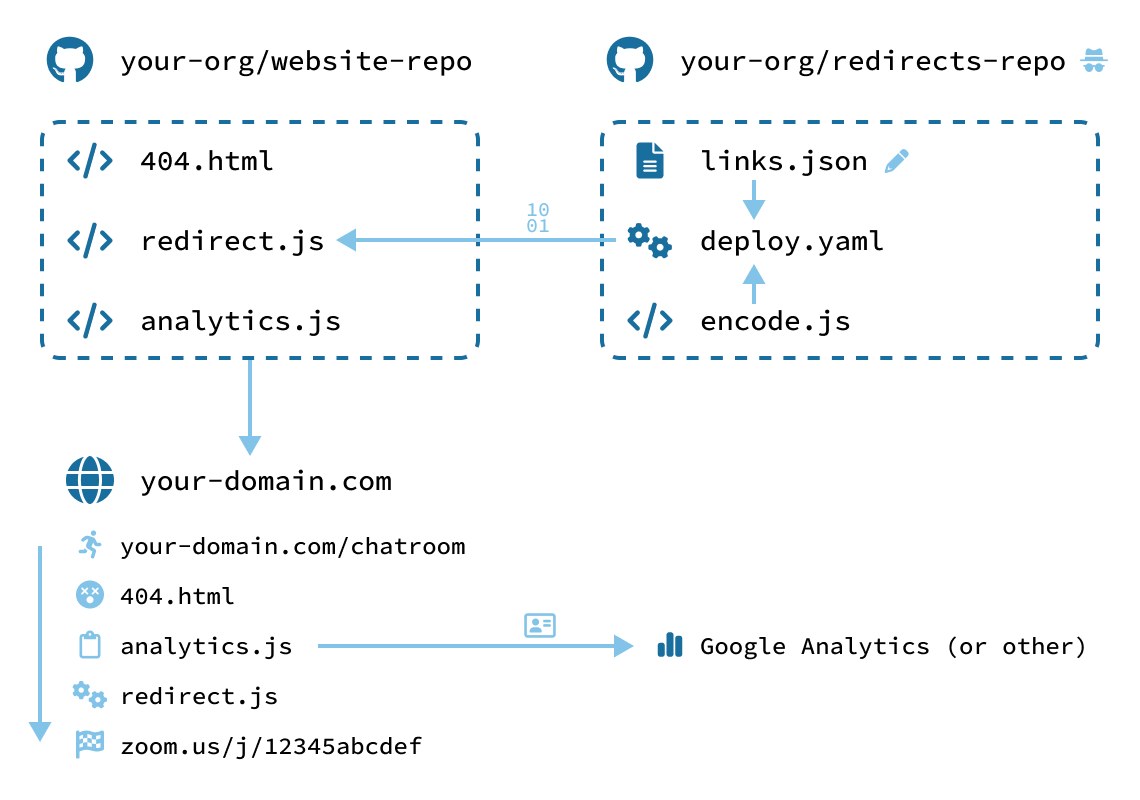 your-org/website-repo
your-org/redirects-repo
404.html
redirect.js
analytics.js
10
01
links.json
deploy.yaml
encode.js
your-domain.com
your-domain.com/chatroom
404.html
analytics.js
Google Analytics (or other)
redirect.js
zoom.us/j/12345abcdef